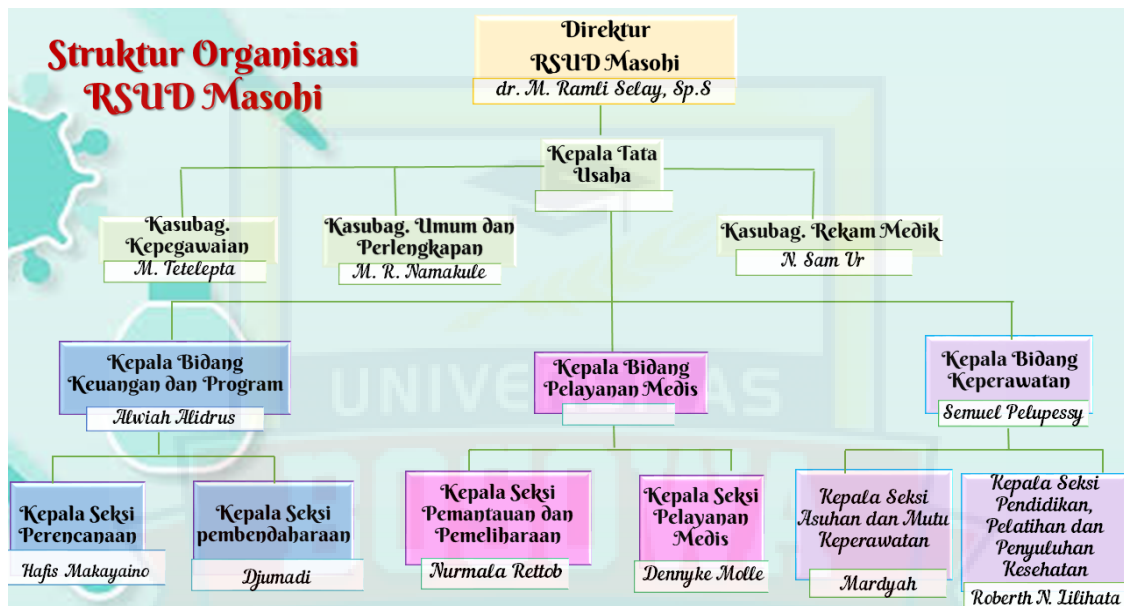 Struktur Organisasi
RSUD Masohi
Direktur
RSUD Masohi
dr. M. Ramli Selay, Sp.S
Kepala Tata
Usaha
Kasubag.
Kepegawaian
M. Tetelepta
Kasubag. Umum dan
Perlengkapan
M. R. Namakule
Kasubag. Rekam Medik
N. Sam Ur
Kepala Bidang
Keuangan dan Program
Alwiah Alidrus
Kepala Bidang
Pelayanan Medis
Kepala Bidang
Keperawatan
Semuel Pelupessy
UNIVERSITAS
Kepala Seksi
Perencanaan
Hafis Makayaino
Kepala Seksi
pembendaharaan
Djumadi
Kepala Seksi
Pemantauan dan
Pemeliharaan
Nurmala Rettob
Kepala Seksi
Pelayanan
Medis
Dennyke Molle
Kepala Seksi
Asuhan dan Mutu
Keperawatan
Mardyah
Kepala Seksi
Pendidikan,
Pelatihan dan
Penyuluhan
Kesehatan
Roberth N. Lilihata